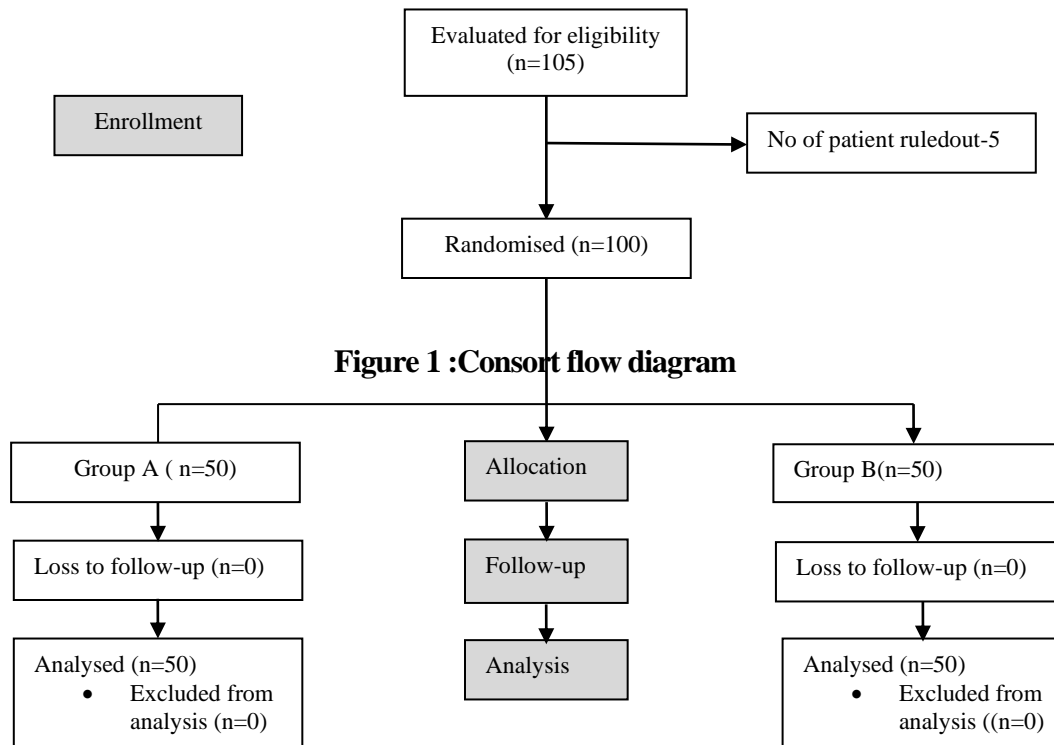 Evaluated for eligibility
(n=105)
Enrollment
No of patient ruledout-5
Randomised (n=100)
Figure 1 :Consort flow diagram
Group A ( n=50)
Allocation
Group B(n=50)
Loss to follow-up (n=0)
Follow-up
Loss to follow-up (n=0)
Analysed (n=50)
• Excluded from
analysis (n=0)
Analysis
Analysed (n=50)
• Excluded from
analysis ((n=0)